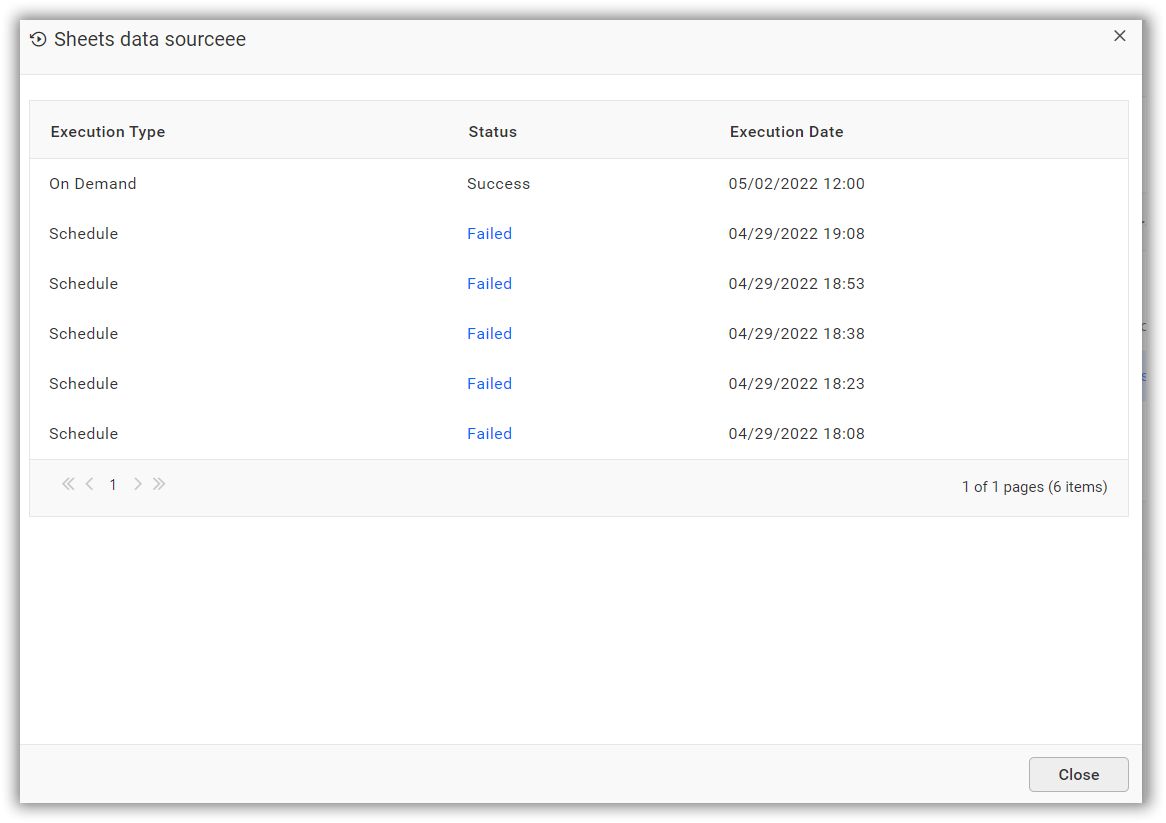 Sheets data sourceee
Execution Type Status Execution Date
On Demand Success 05/02/2022 12:00
Schedule Failed 04/29/2022 19:08
Schedule Failed 04/29/2022 18:53
Schedule Failed 04/29/2022 18:38
Schedule Failed 04/29/2022 18:23
Schedule Failed 04/29/2022 18:08
1 1 of 1 pages (6 items)
Close